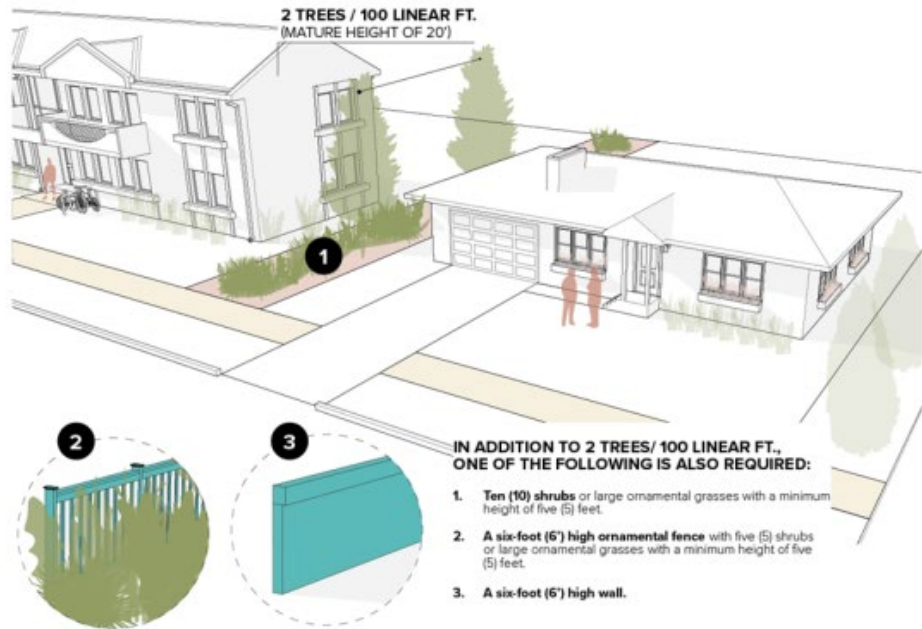 2 TREES / 100 LINEAR FT.
(MATURE HEIGHT OF 20')
1
2
3
IN ADDITION TO 2 TREES/ 100 LINEAR FT.,
ONE OF THE FOLLOWING IS ALSO REQUIRED:
1. Ten (10) shrubs or large ornamental grasses with a minimum
height of five (5) feet.
2. A six-foot (6') high ornamental fence with five (5) shrubs
or large ornamental grasses with a minimum height of five
(5) feet.
3. A six-foot (6') high wall.